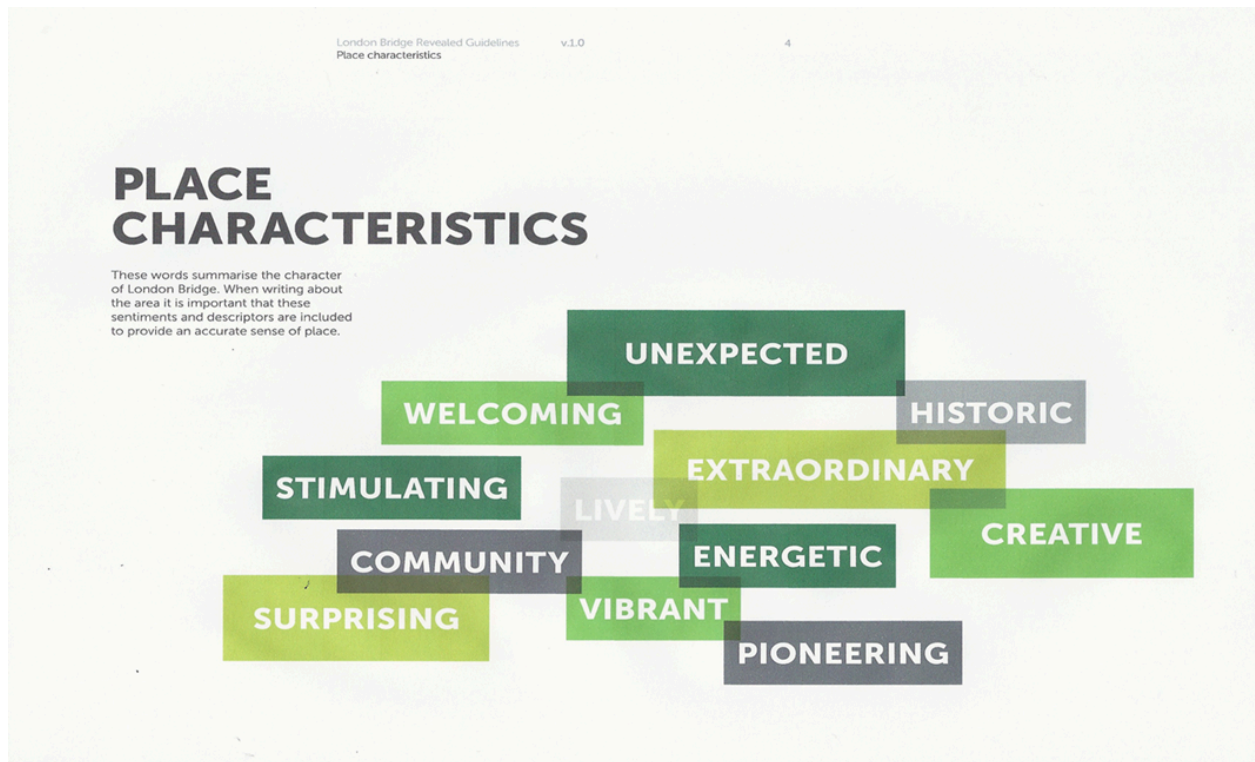 London Bridge Revealed Guidelines v.1.0 4
Place characteristics
PLACE
CHARACTERISTICS
These words summarise the character
of London Bridge. When writing about
the area it is important that these
sentiments and descriptors are included
to provide an accurate sense of place.
UNEXPECTED
WELCOMING
HISTORIC
EXTRAORDINARY
STIMULATING
LIVELY
CREATIVE
COMMUNITY
ENERGETIC
SURPRISING
VIBRANT
PIONEERING